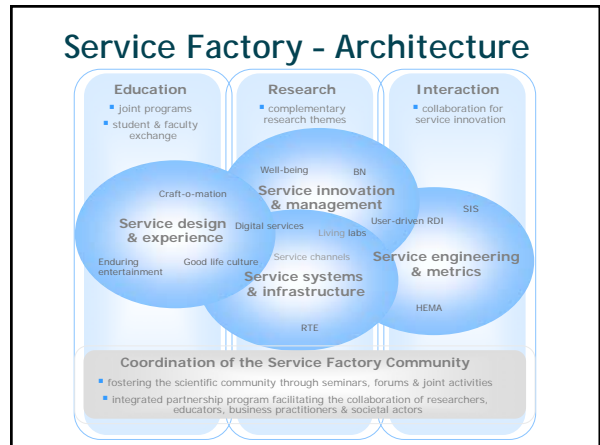 Service Factory - Architecture
Education
▪ joint programs
▪ student & faculty
exchange
Research
▪ complementary
research themes
Interaction
▪ collaboration for
service innovation
Well-being
BN
Service innovation
& management
Craft-o-mation
Service design
& experience
Enduring
entertainment
Good life culture
Digital services
Living labs
User-driven RDI
SIS
Service engineering
& metrics
HEMA
Service channels
Service systems
& infrastructure
RTE
Coordination of the Service Factory Community
▪ fostering the scientific community through seminars, forums & joint activities
▪ integrated partnership program facilitating the collaboration of researchers,
educators, business practitioners & societal actors